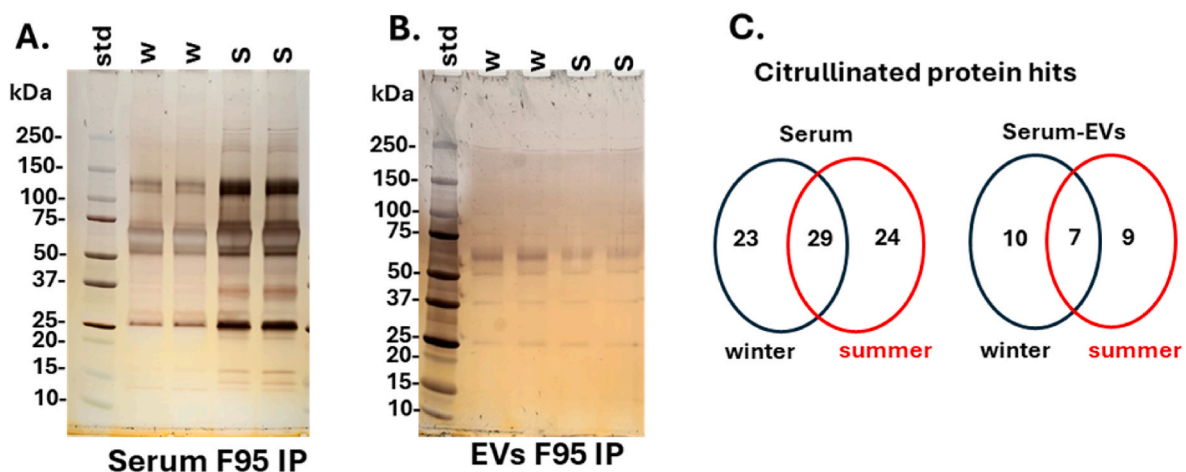 A.
std
w
w
S
S
kDa
250-
150-
100-
75-
50-
37-
25-
20-
15-
10-
Serum F95 IP
B.
std
w
w
S
S
kDa
250-
150-
100-
75-
50-
37-
25-
20-
15-
10-
EVs F95 IP
C.
Citrullinated protein hits
Serum
23 29 24
winter summer
Serum-EVs
10 7 9
winter summer